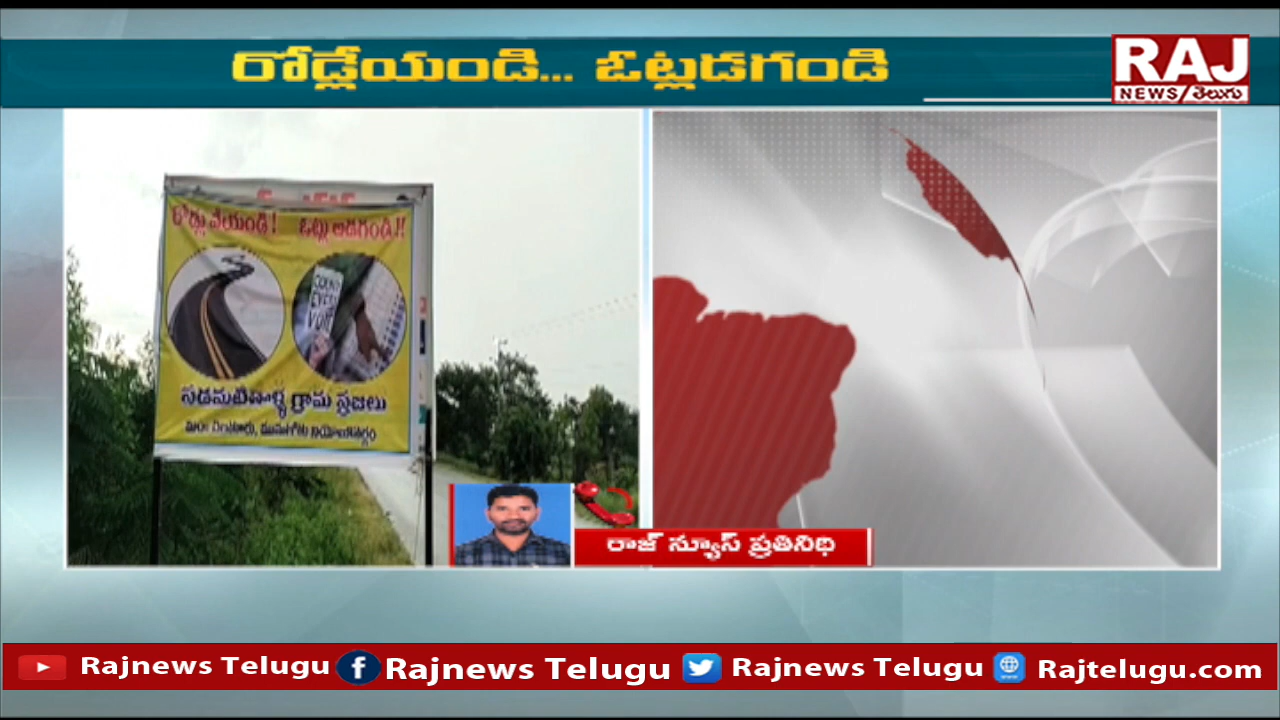 రోడ్లేయండి... ఓట్లడగండి
RAJ
NEWS తెలుగు
రోడ్లు వేయండి! ఓట్లు అడగండి!!
COUNT
EVERY
VOTE
గ్రామ ప్రజలు
రాజ్ న్యూస్ ప్రతినిధి
Rajnews Telugu Rajnews Telugu Rajnews Telugu Rajtelugu.com